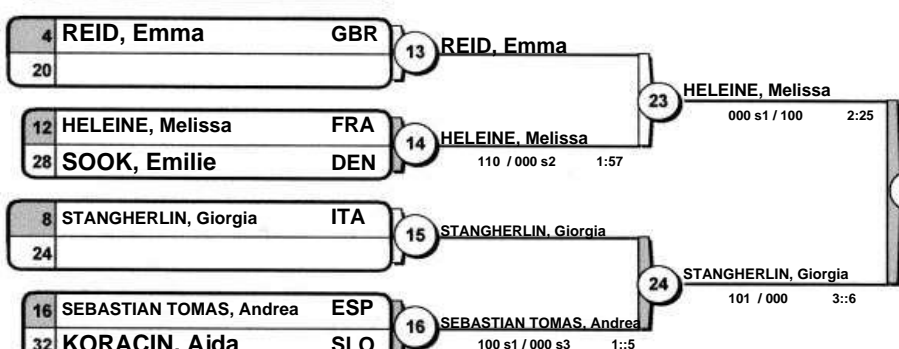 4 REID, Emma GBR
20
13 REID, Emma
12 HELEINE, Melissa FRA
28 SOOK, Emilie DEN
14 HELEINE, Melissa
110 / 000 s2 1:57
23 HELEINE, Melissa
000 s1 / 100 2:25
8 STANGHERLIN, Giorgia ITA
24
15 STANGHERLIN, Giorgia
16 SEBASTIAN TOMAS, Andrea ESP
32 KORACIN, Ajda SLO
16 SEBASTIAN TOMAS, Andrea
100 s1 / 000 s3 1::5
24 STANGHERLIN, Giorgia
101 / 000 3::6